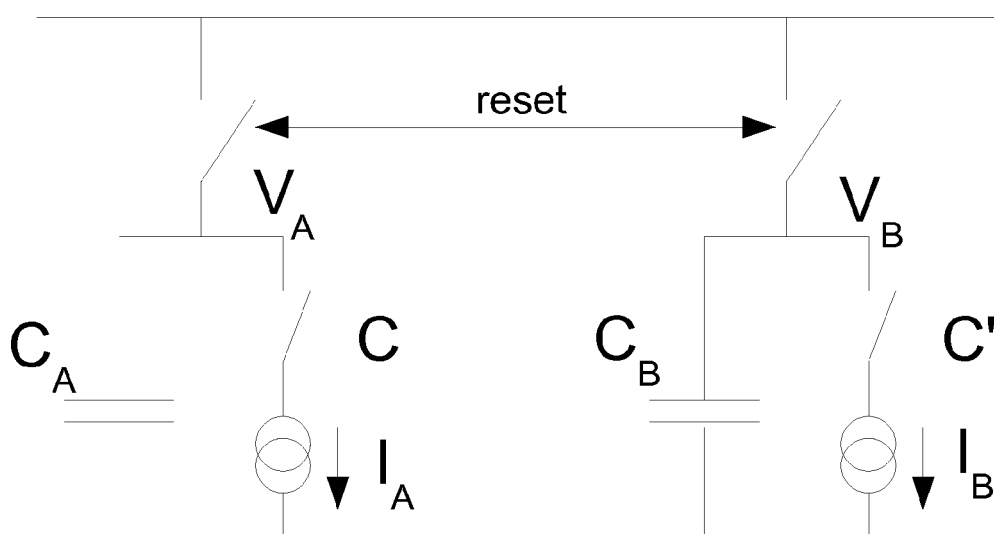 reset
V_A
V_B
C_A
C
C_B
C'
I_A
I_B